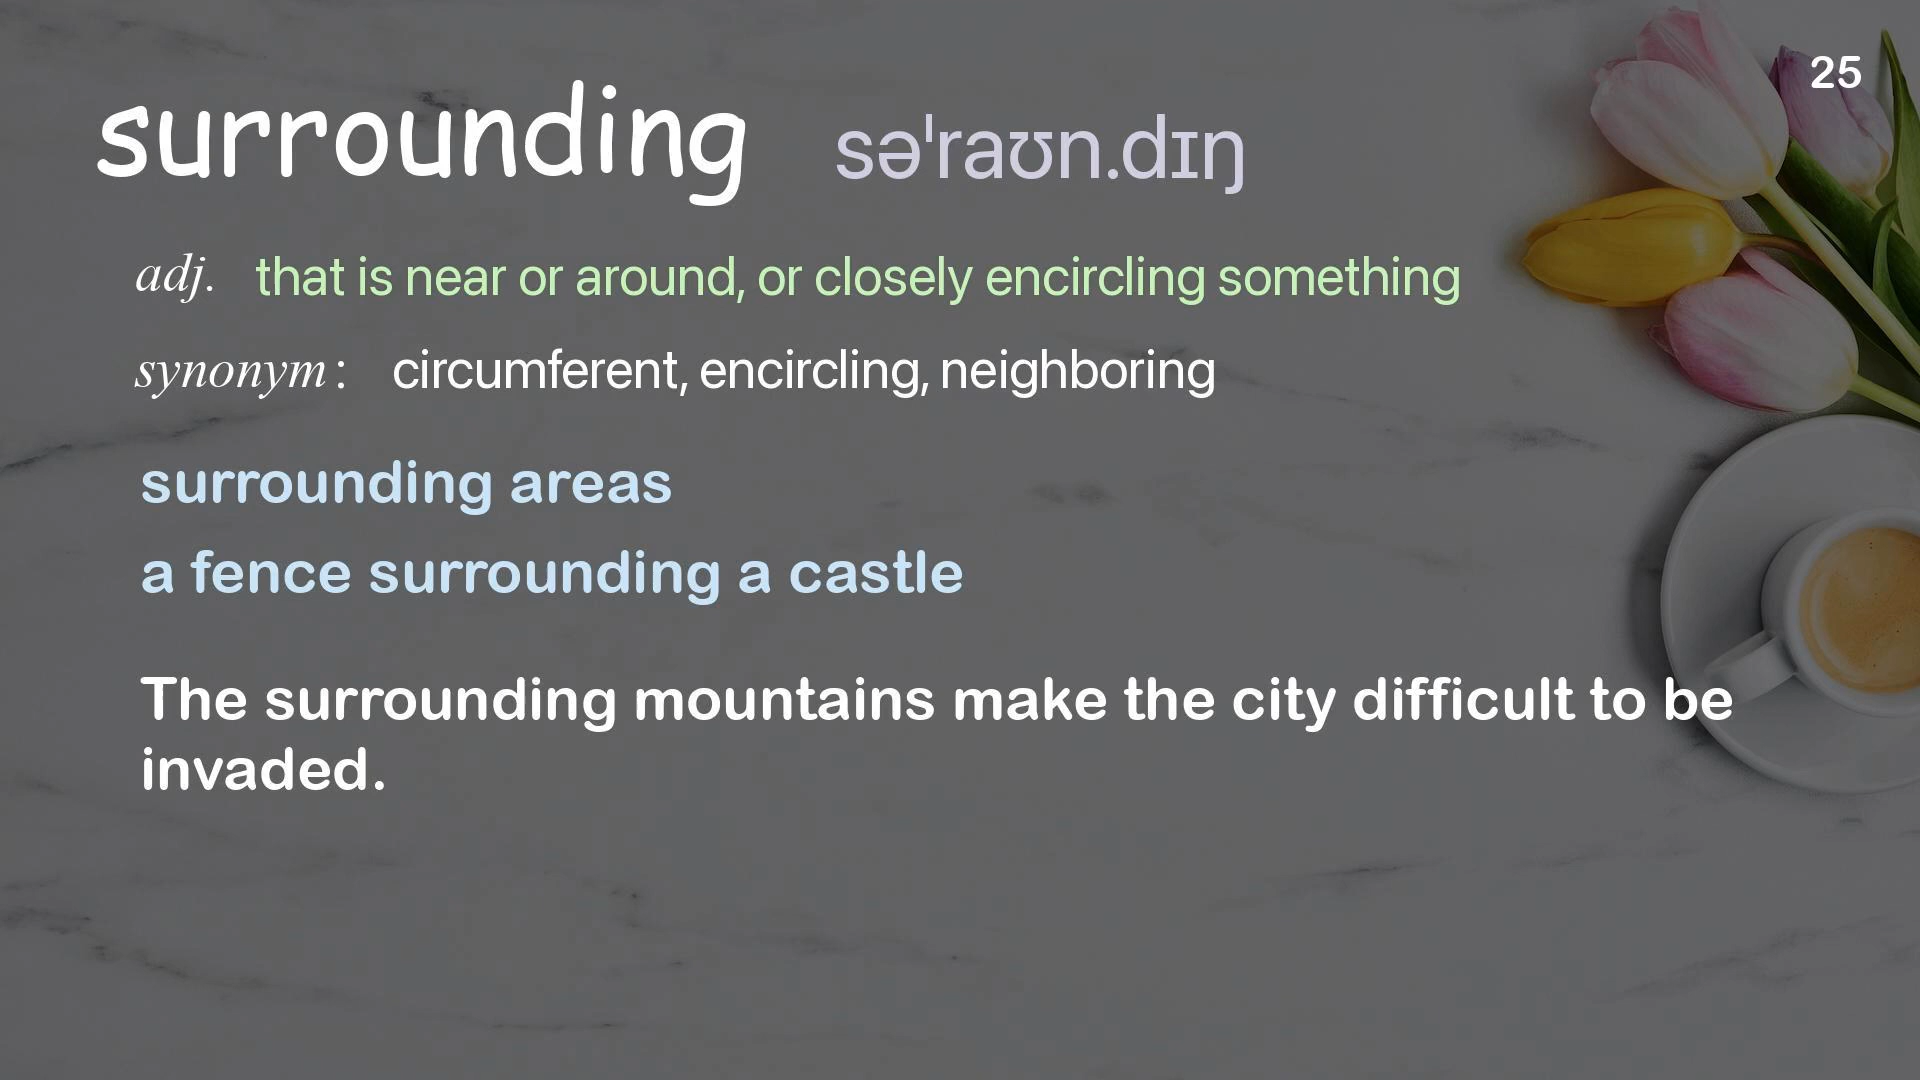 25
surrounding səˈraʊn.dɪŋ
adj. that is near or around, or closely encircling something
synonym: circumferent, encircling, neighboring
surrounding areas
a fence surrounding a castle
The surrounding mountains make the city difficult to be
invaded.